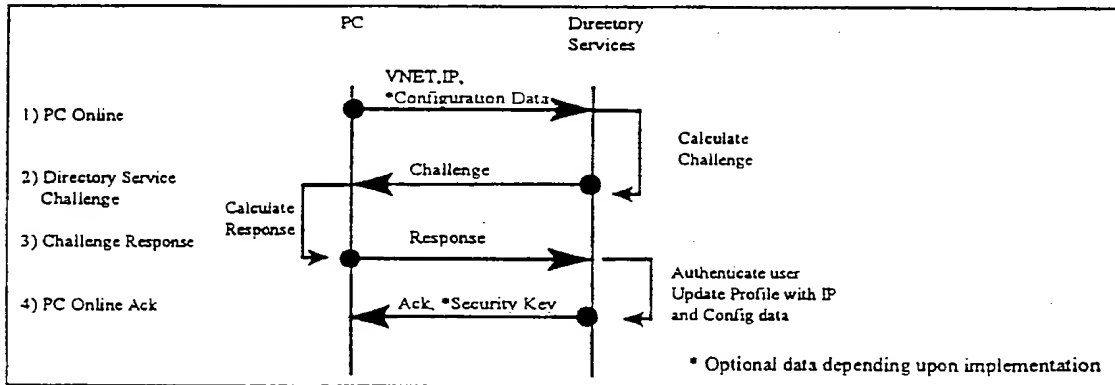 PC
Directory
Services
VNET,IP,
*Configuration Data
1) PC Online
Calculate
Challenge
Challenge
2) Directory Service
Challenge
Calculate
Response
3) Challenge Response
Response
Authenticate user
Update Profile with IP
and Config data
4) PC Online Ack
Ack, *Security Key
* Optional data depending upon implementation